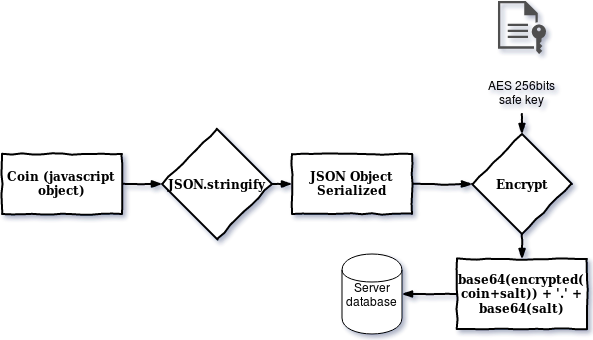 AES 256bits
safe key
Coin (javascript
object)
JSON.stringify
JSON Object
Serialized
Encrypt
base64(encrypted(
coin+salt)) + '.' +
base64(salt)
Server
database